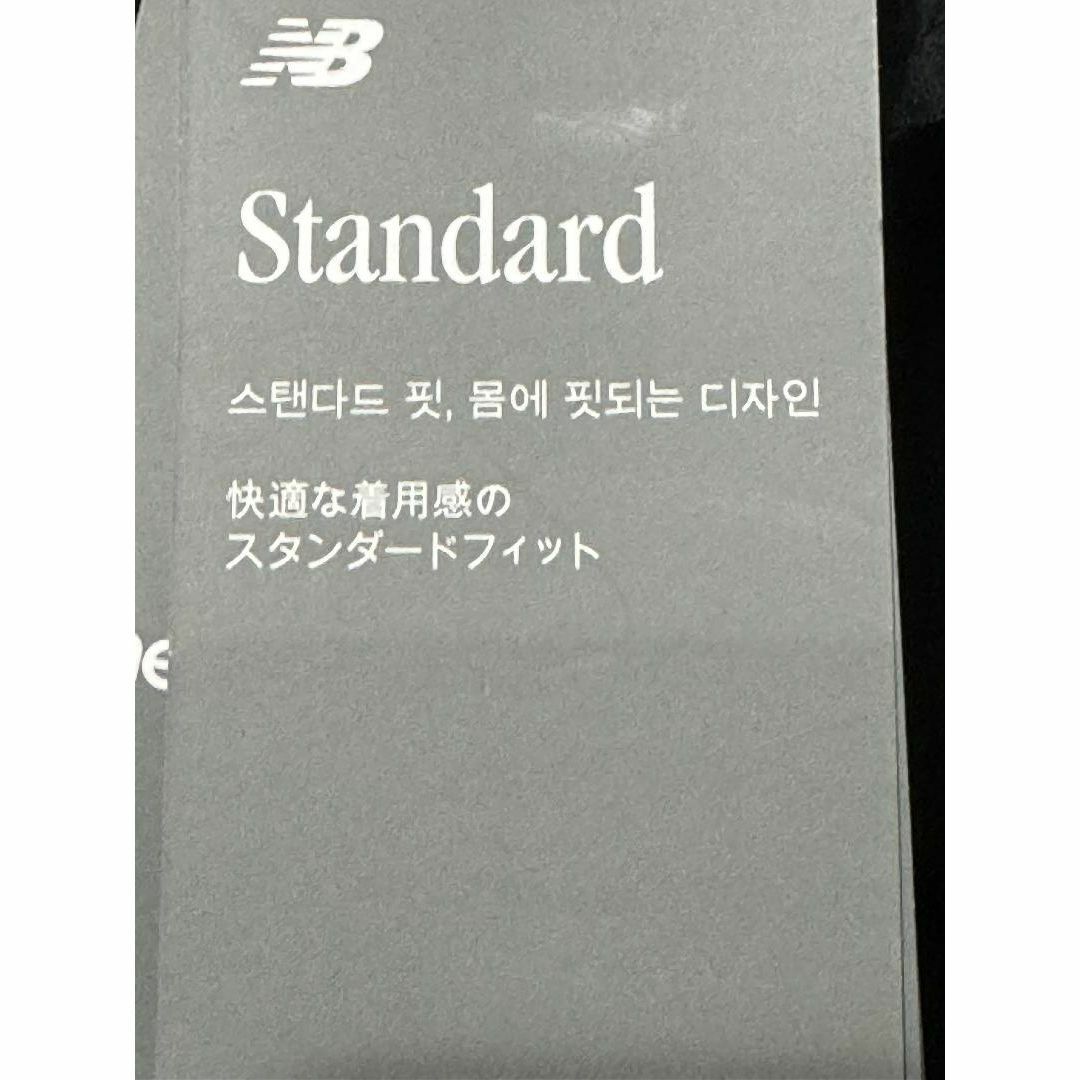 NB
Standard
스탠다드 핏, 몸에 핏되는 디자인
快適な着用感の
スタンダードフィット